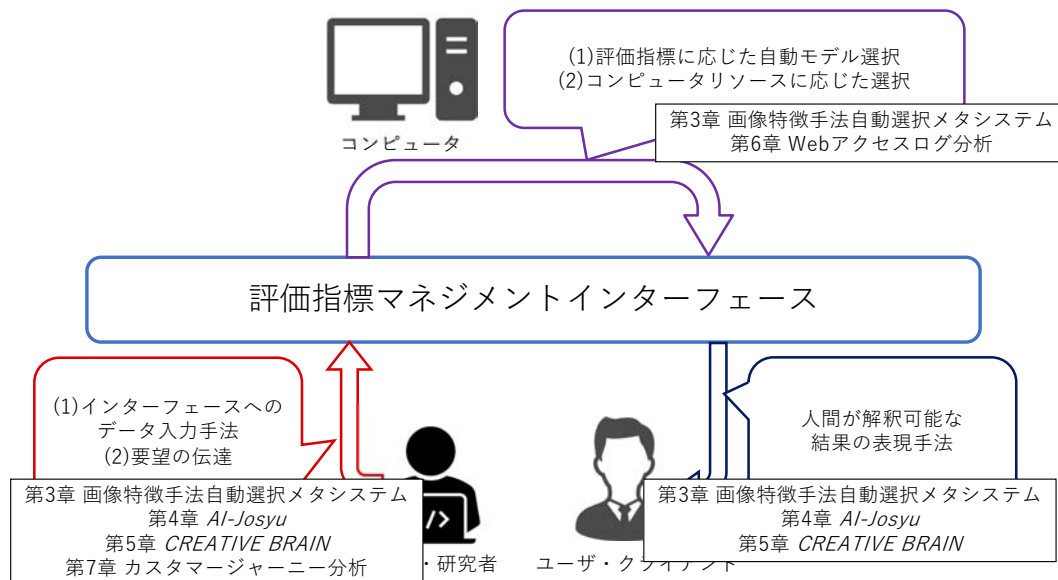 (1)評価指標に応じた自動モデル選択
(2)コンピュータリソースに応じた選択
コンピュータ
第3章 画像特徴手法自動選択メタシステム
第6章 Webアクセスログ分析
評価指標マネジメントインターフェース
(1)インターフェースへの
データ入力手法
(2)要望の伝達
人間が解釈可能な
結果の表現手法
第3章 画像特徴手法自動選択メタシステム
第4章 AI-Josyu
第5章 CREATIVE BRAIN
第7章 カスタマージャーニー分析
・研究者
ユーザ・クライアント
第3章 画像特徴手法自動選択メタシステム
第4章 AI-Josyu
第5章 CREATIVE BRAIN